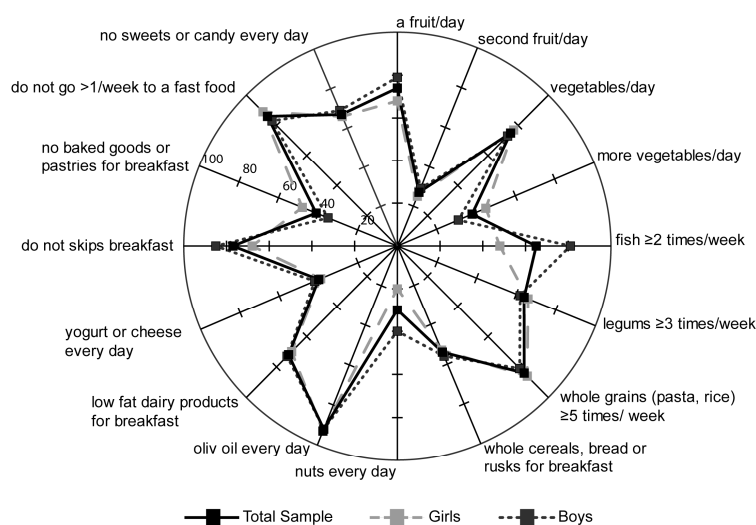 a fruit/day
no sweets or candy every day
second fruit/day
do not go >1/week to a fast food
vegetables/day
no baked goods or
pastries for breakfast
100
80
60
40
20
more vegetables/day
do not skips breakfast
fish ≥2 times/week
yogurt or cheese
every day
legums ≥3 times/week
low fat dairy products
for breakfast
whole grains (pasta, rice)
≥5 times/ week
oliv oil every day
nuts every day
whole cereals, bread or
rusks for breakfast
Total Sample
Girls
Boys